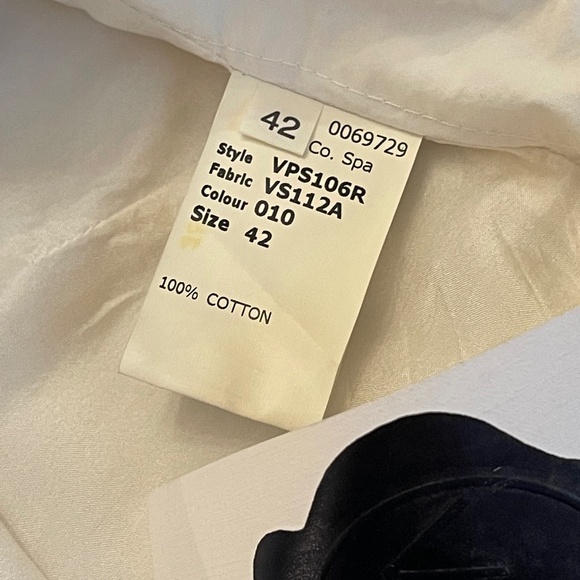 42
0069729
Co. Spa
Style VPS106R
Fabric VS112A
Colour 010
Size 42
100% COTTON